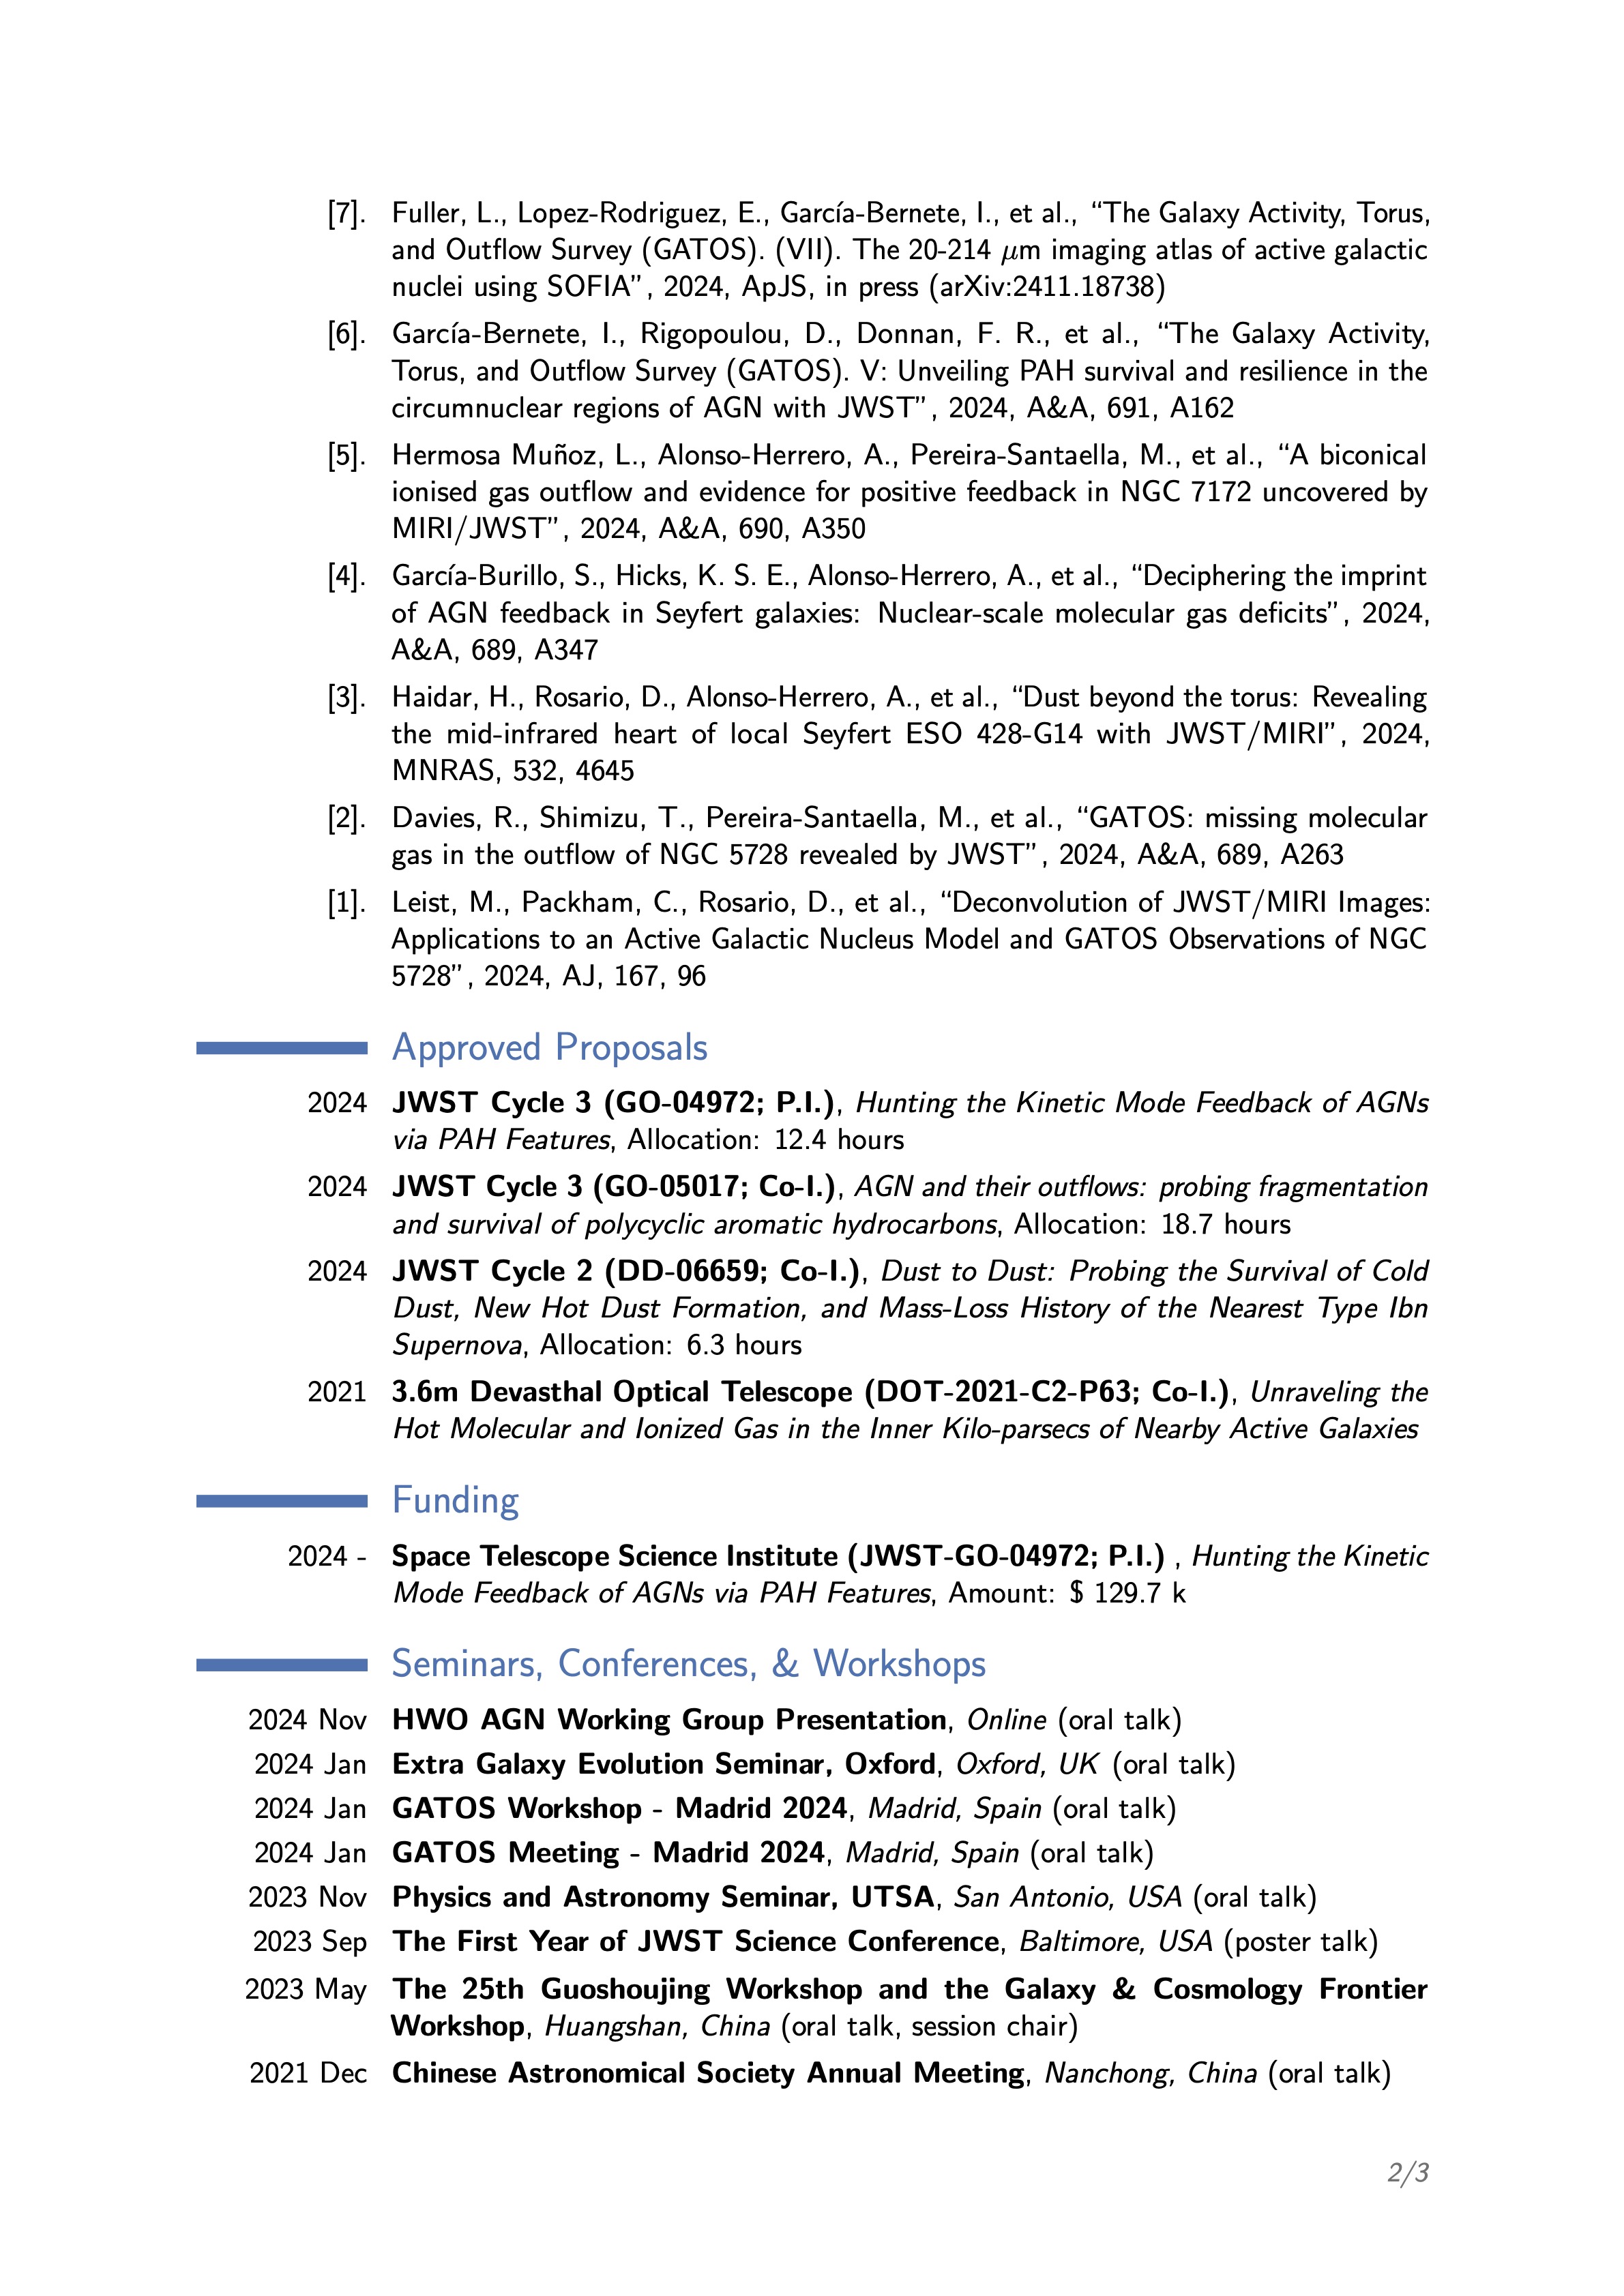 [7]. Fuller, L., Lopez-Rodriguez, E., García-Bernete, I., et al., “The Galaxy Activity, Torus,
and Outflow Survey (GATOS). (VII). The 20-214 μm imaging atlas of active galactic
nuclei using SOFIA”, 2024, ApJS, in press (arXiv:2411.18738)
[6]. García-Bernete, I., Rigopoulou, D., Donnan, F. R., et al., “The Galaxy Activity,
Torus, and Outflow Survey (GATOS). V: Unveiling PAH survival and resilience in the
circumnuclear regions of AGN with JWST”, 2024, A&A, 691, A162
[5]. Hermosa Muñoz, L., Alonso-Herrero, A., Pereira-Santaella, M., et al., “A biconical
ionised gas outflow and evidence for positive feedback in NGC 7172 uncovered by
MIRI/JWST”, 2024, A&A, 690, A350
[4]. García-Burillo, S., Hicks, K. S. E., Alonso-Herrero, A., et al., “Deciphering the imprint
of AGN feedback in Seyfert galaxies: Nuclear-scale molecular gas deficits”, 2024,
A&A, 689, A347
[3]. Haidar, H., Rosario, D., Alonso-Herrero, A., et al., “Dust beyond the torus: Revealing
the mid-infrared heart of local Seyfert ESO 428-G14 with JWST/MIRI”, 2024,
MNRAS, 532, 4645
[2]. Davies, R., Shimizu, T., Pereira-Santaella, M., et al., “GATOS: missing molecular
gas in the outflow of NGC 5728 revealed by JWST”, 2024, A&A, 689, A263
[1]. Leist, M., Packham, C., Rosario, D., et al., “Deconvolution of JWST/MIRI Images:
Applications to an Active Galactic Nucleus Model and GATOS Observations of NGC
5728”, 2024, AJ, 167, 96
Approved Proposals
2024 JWST Cycle 3 (GO-04972; P.I.), Hunting the Kinetic Mode Feedback of AGNs
via PAH Features, Allocation: 12.4 hours
2024 JWST Cycle 3 (GO-05017; Co-I.), AGN and their outflows: probing fragmentation
and survival of polycyclic aromatic hydrocarbons, Allocation: 18.7 hours
2024 JWST Cycle 2 (DD-06659; Co-I.), Dust to Dust: Probing the Survival of Cold
Dust, New Hot Dust Formation, and Mass-Loss History of the Nearest Type Ibn
Supernova, Allocation: 6.3 hours
2021 3.6m Devasthal Optical Telescope (DOT-2021-C2-P63; Co-I.), Unraveling the
Hot Molecular and Ionized Gas in the Inner Kilo-parsecs of Nearby Active Galaxies
Funding
2024 - Space Telescope Science Institute (JWST-GO-04972; P.I.) , Hunting the Kinetic
Mode Feedback of AGNs via PAH Features, Amount: $ 129.7 k
Seminars, Conferences, & Workshops
2024 Nov HWO AGN Working Group Presentation, Online (oral talk)
2024 Jan Extra Galaxy Evolution Seminar, Oxford, Oxford, UK (oral talk)
2024 Jan GATOS Workshop - Madrid 2024, Madrid, Spain (oral talk)
2024 Jan GATOS Meeting - Madrid 2024, Madrid, Spain (oral talk)
2023 Nov Physics and Astronomy Seminar, UTSA, San Antonio, USA (oral talk)
2023 Sep The First Year of JWST Science Conference, Baltimore, USA (poster talk)
2023 May The 25th Guoshoujing Workshop and the Galaxy & Cosmology Frontier
Workshop, Huangshan, China (oral talk, session chair)
2021 Dec Chinese Astronomical Society Annual Meeting, Nanchong, China (oral talk)
2/3